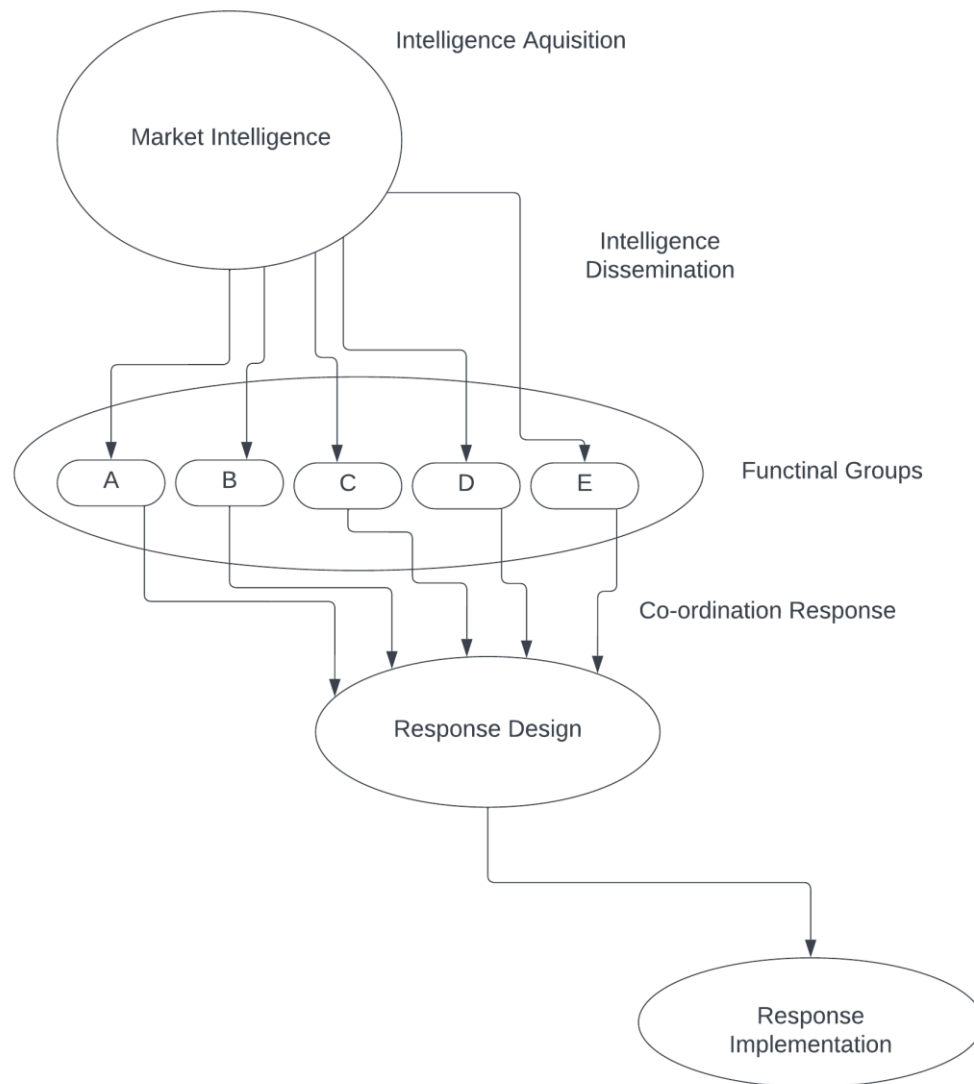 Intelligence Aquisition
Market Intelligence
Intelligence
Dissemination
A
B
C
D
E
Functinal Groups
Co-ordination Response
Response Design
Response
Implementation